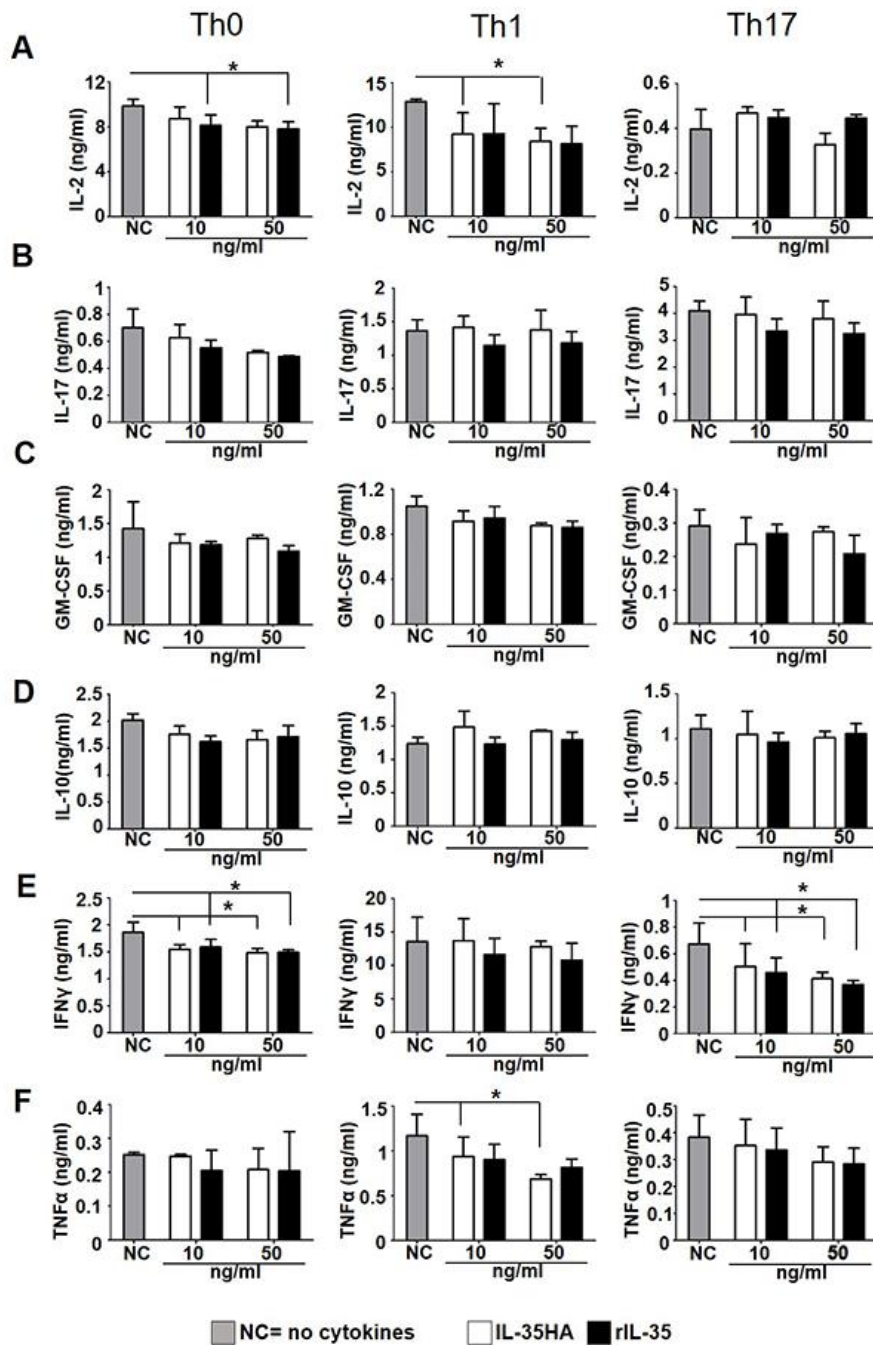 Th0 Th1 Th17
A
IL-2 (ng/ml) 12 8 4 0 * NC 10 50 ng/ml
IL-2 (ng/ml) 15 10 5 0 * NC 10 50 ng/ml
IL-2 (ng/ml) 0.6 0.4 0.2 0 NC 10 50 ng/ml
B
IL-17 (ng/ml) 1 0.8 0.6 0.4 0.2 0 NC 10 50 ng/ml
IL-17 (ng/ml) 2 1.5 1 0.5 0 NC 10 50 ng/ml
IL-17 (ng/ml) 5 4 3 2 1 0 NC 10 50 ng/ml
C
GM-CSF (ng/ml) 2 1.5 1 0.5 0 NC 10 50 ng/ml
GM-CSF (ng/ml) 1.2 0.8 0.4 0 NC 10 50 ng/ml
GM-CSF (ng/ml) 0.4 0.3 0.2 0.1 0 NC 10 50 ng/ml
D
IL-10(ng/ml) 2.5 2 1.5 1 0.5 0 NC 10 50 ng/ml
IL-10 (ng/ml) 2 1.5 1 0.5 0 NC 10 50 ng/ml
IL-10 (ng/ml) 1.5 1 0.5 0 NC 10 50 ng/ml
E
IFNγ (ng/ml) 2.5 2 1.5 1 0.5 0 * * NC 10 50 ng/ml
IFNγ (ng/ml) 20 15 10 5 0 NC 10 50 ng/ml
IFNγ (ng/ml) 1 0.8 0.6 0.4 0.2 0 * * NC 10 50 ng/ml
F
TNFα (ng/ml) 0.4 0.3 0.2 0.1 0 NC 10 50 ng/ml
TNFα (ng/ml) 1.5 1 0.5 0 * NC 10 50 ng/ml
TNFα (ng/ml) 0.5 0.4 0.3 0.2 0.1 0 NC 10 50 ng/ml
NC= no cytokines IL-35HA rIL-35